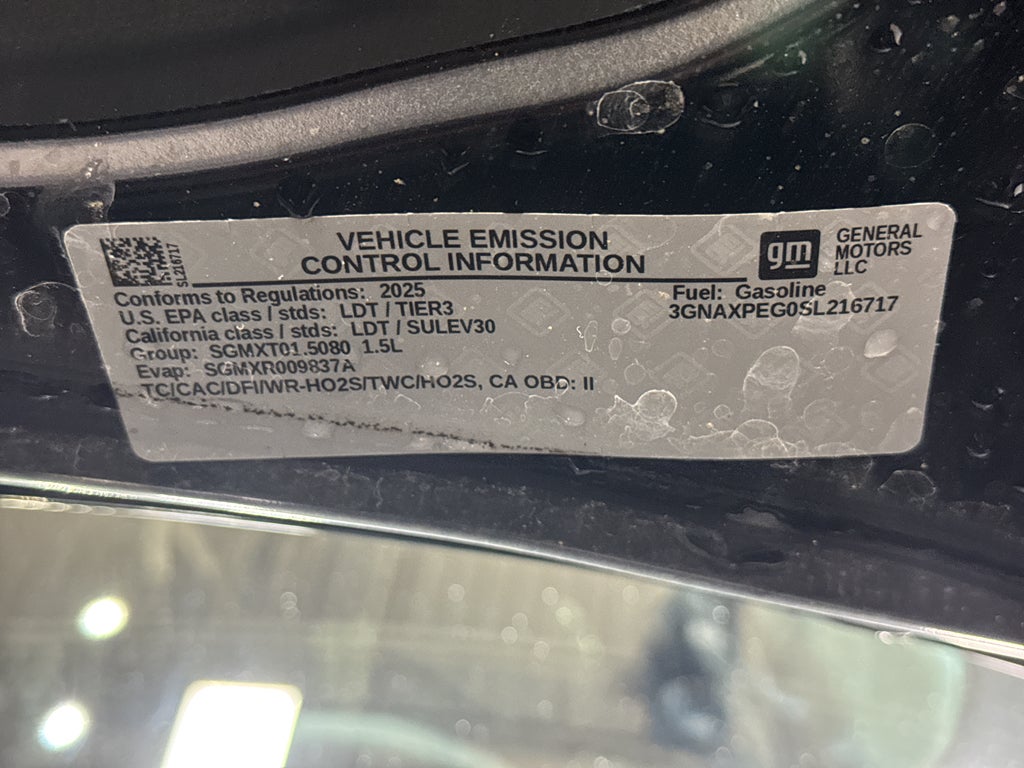 SL216717
VEHICLE EMISSION
CONTROL INFORMATION
gm
GENERAL
MOTORS
LLC
Conforms to Regulations: 2025
U.S. EPA class / stds: LDT / TIER3
California class / stds: LDT / SULEV30
Group: SGMXT01.5080 1.5L
Evap: SGMXR009837A
TC/CAC/DFI/WR-HO2S/TWC/HO2S, CA OBD: II
Fuel: Gasoline
3GNAXPEG0SL216717